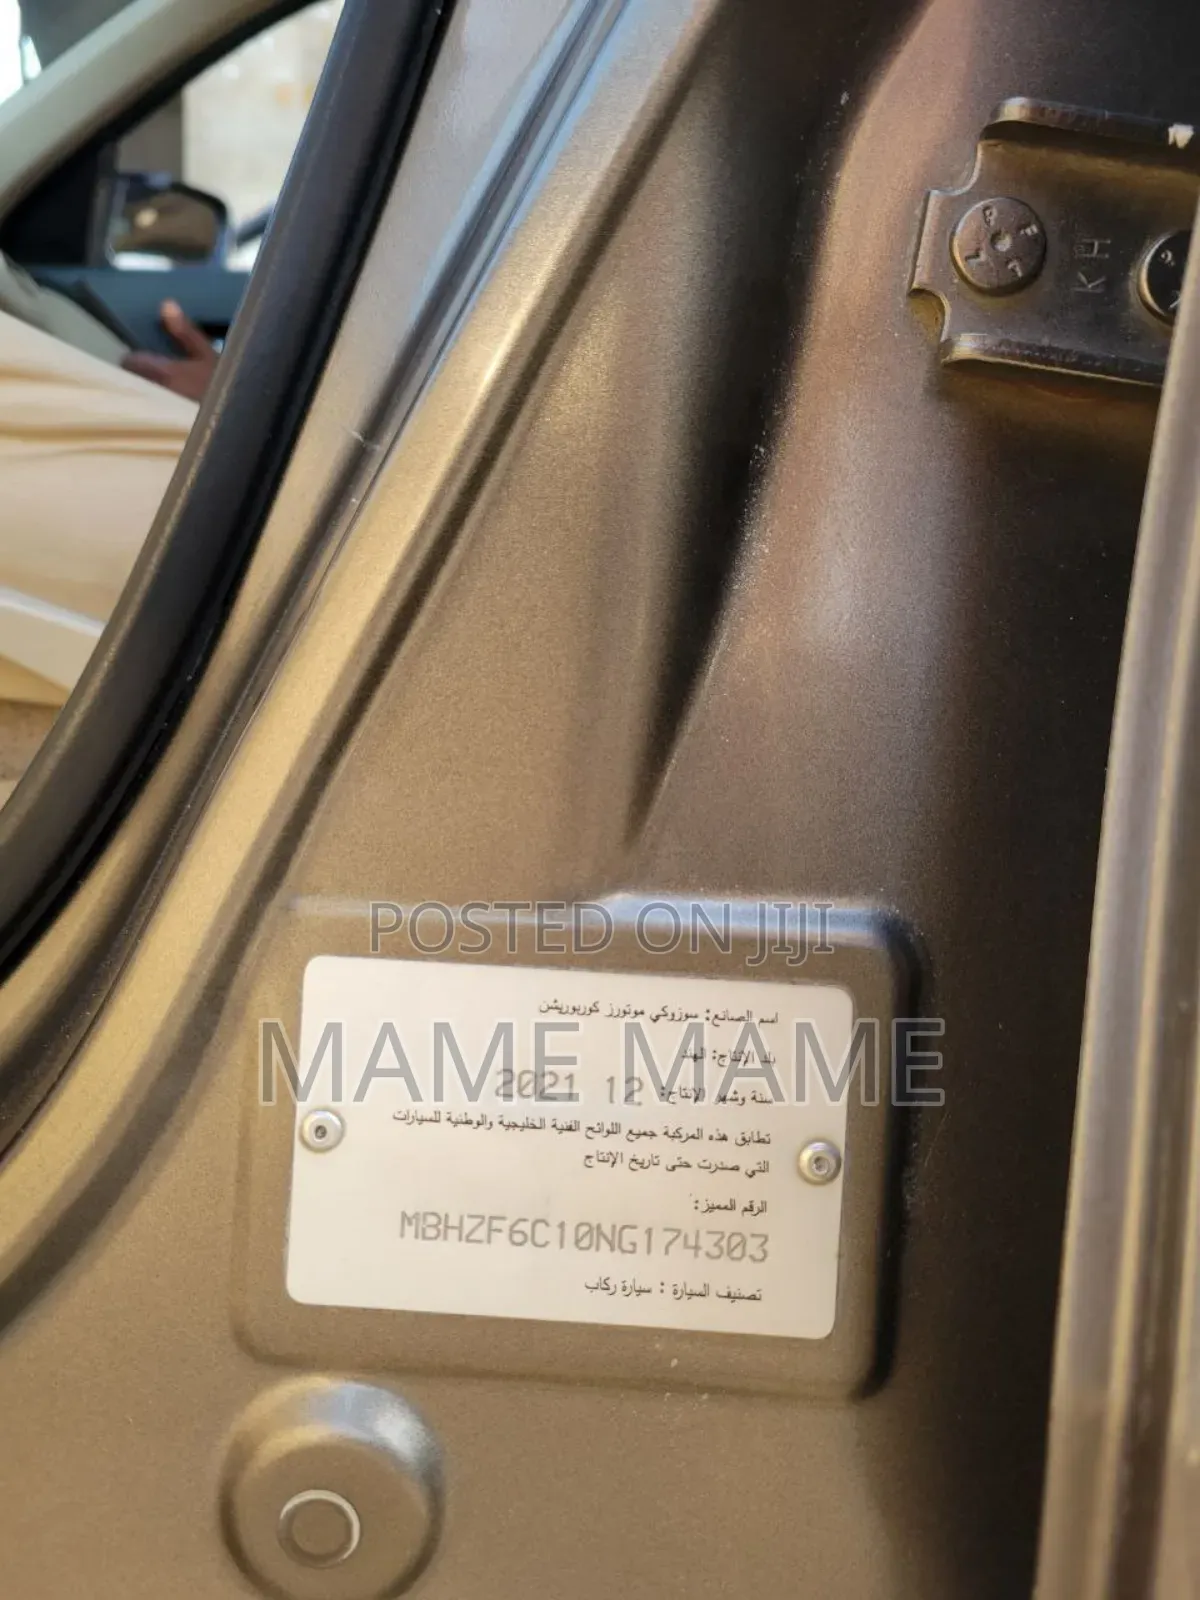 KH
POSTED ON JIJI
اسم الصانع: سوزوكي موتورز كوربوريشن
MAME MAME
بلد الإنتاج: الهند
سنة وشهر الإنتاج: 12 2021
تطابق هذه المركبة جميع اللوائح الفنية الخليجية والوطنية للسيارات
التي صدرت حتى تاريخ الإنتاج
الرقم المميز:
MBHZF6C10NG174303
تصنيف السيارة : سيارة ركاب